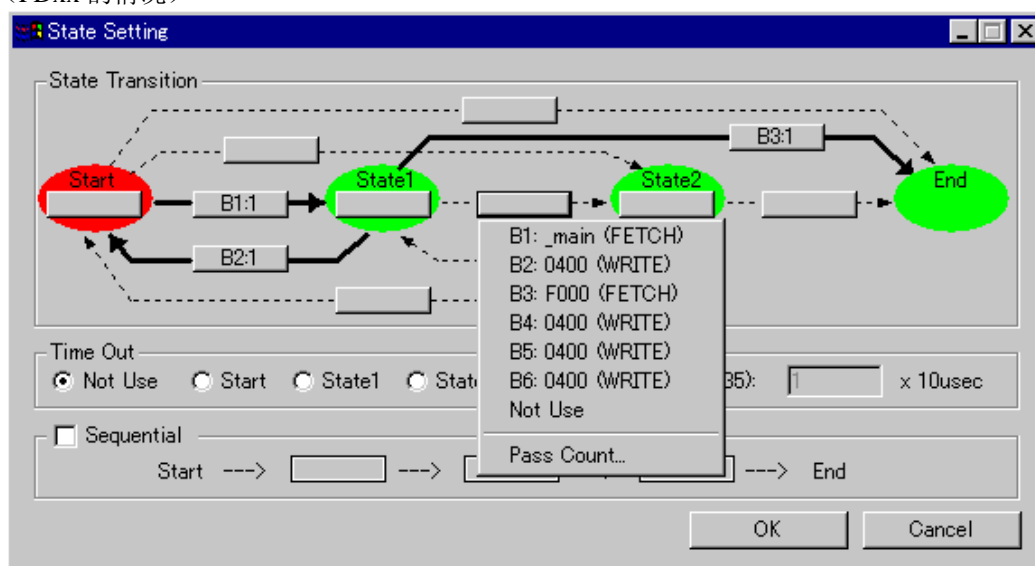 State Setting
State Transition
B3:1
Start
State1
State2
End
B1:1
B2:1
B1: _main (FETCH)
B2: 0400 (WRITE)
B3: F000 (FETCH)
B4: 0400 (WRITE)
B5: 0400 (WRITE)
B6: 0400 (WRITE)
Not Use
Pass Count...
Time Out
Not Use Start State1 35): 1 x 10usec
Sequential
Start ---> ---> ---> End
OK Cancel